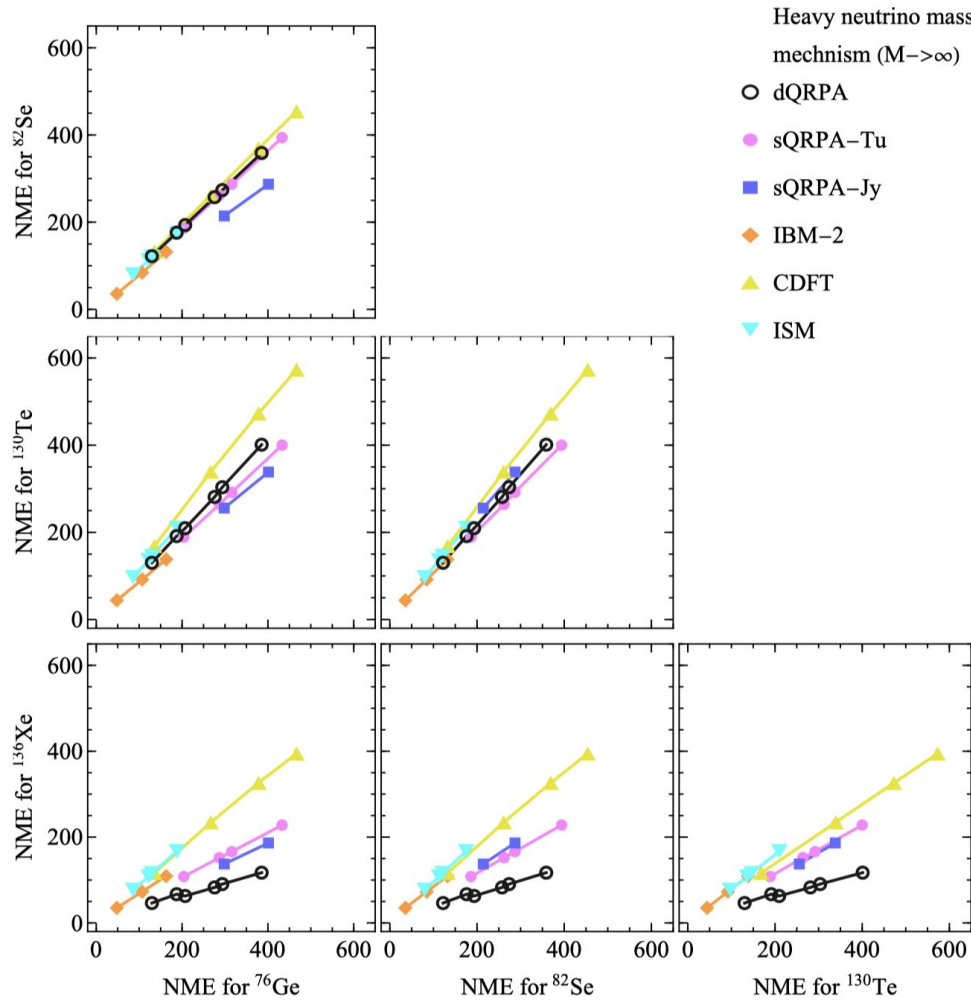 Heavy neutrino mass
mechnism (M−>∞)
dQRPA
sQRPA−Tu
sQRPA−Jy
IBM−2
CDFT
ISM
NME for ⁸²Se
600
400
200
0
NME for ¹³⁰Te
600
400
200
0
NME for ¹³⁶Xe
600
400
200
0
0 200 400 600 0 200 400 600 0 200 400 600
NME for ⁷⁶Ge NME for ⁸²Se NME for ¹³⁰Te